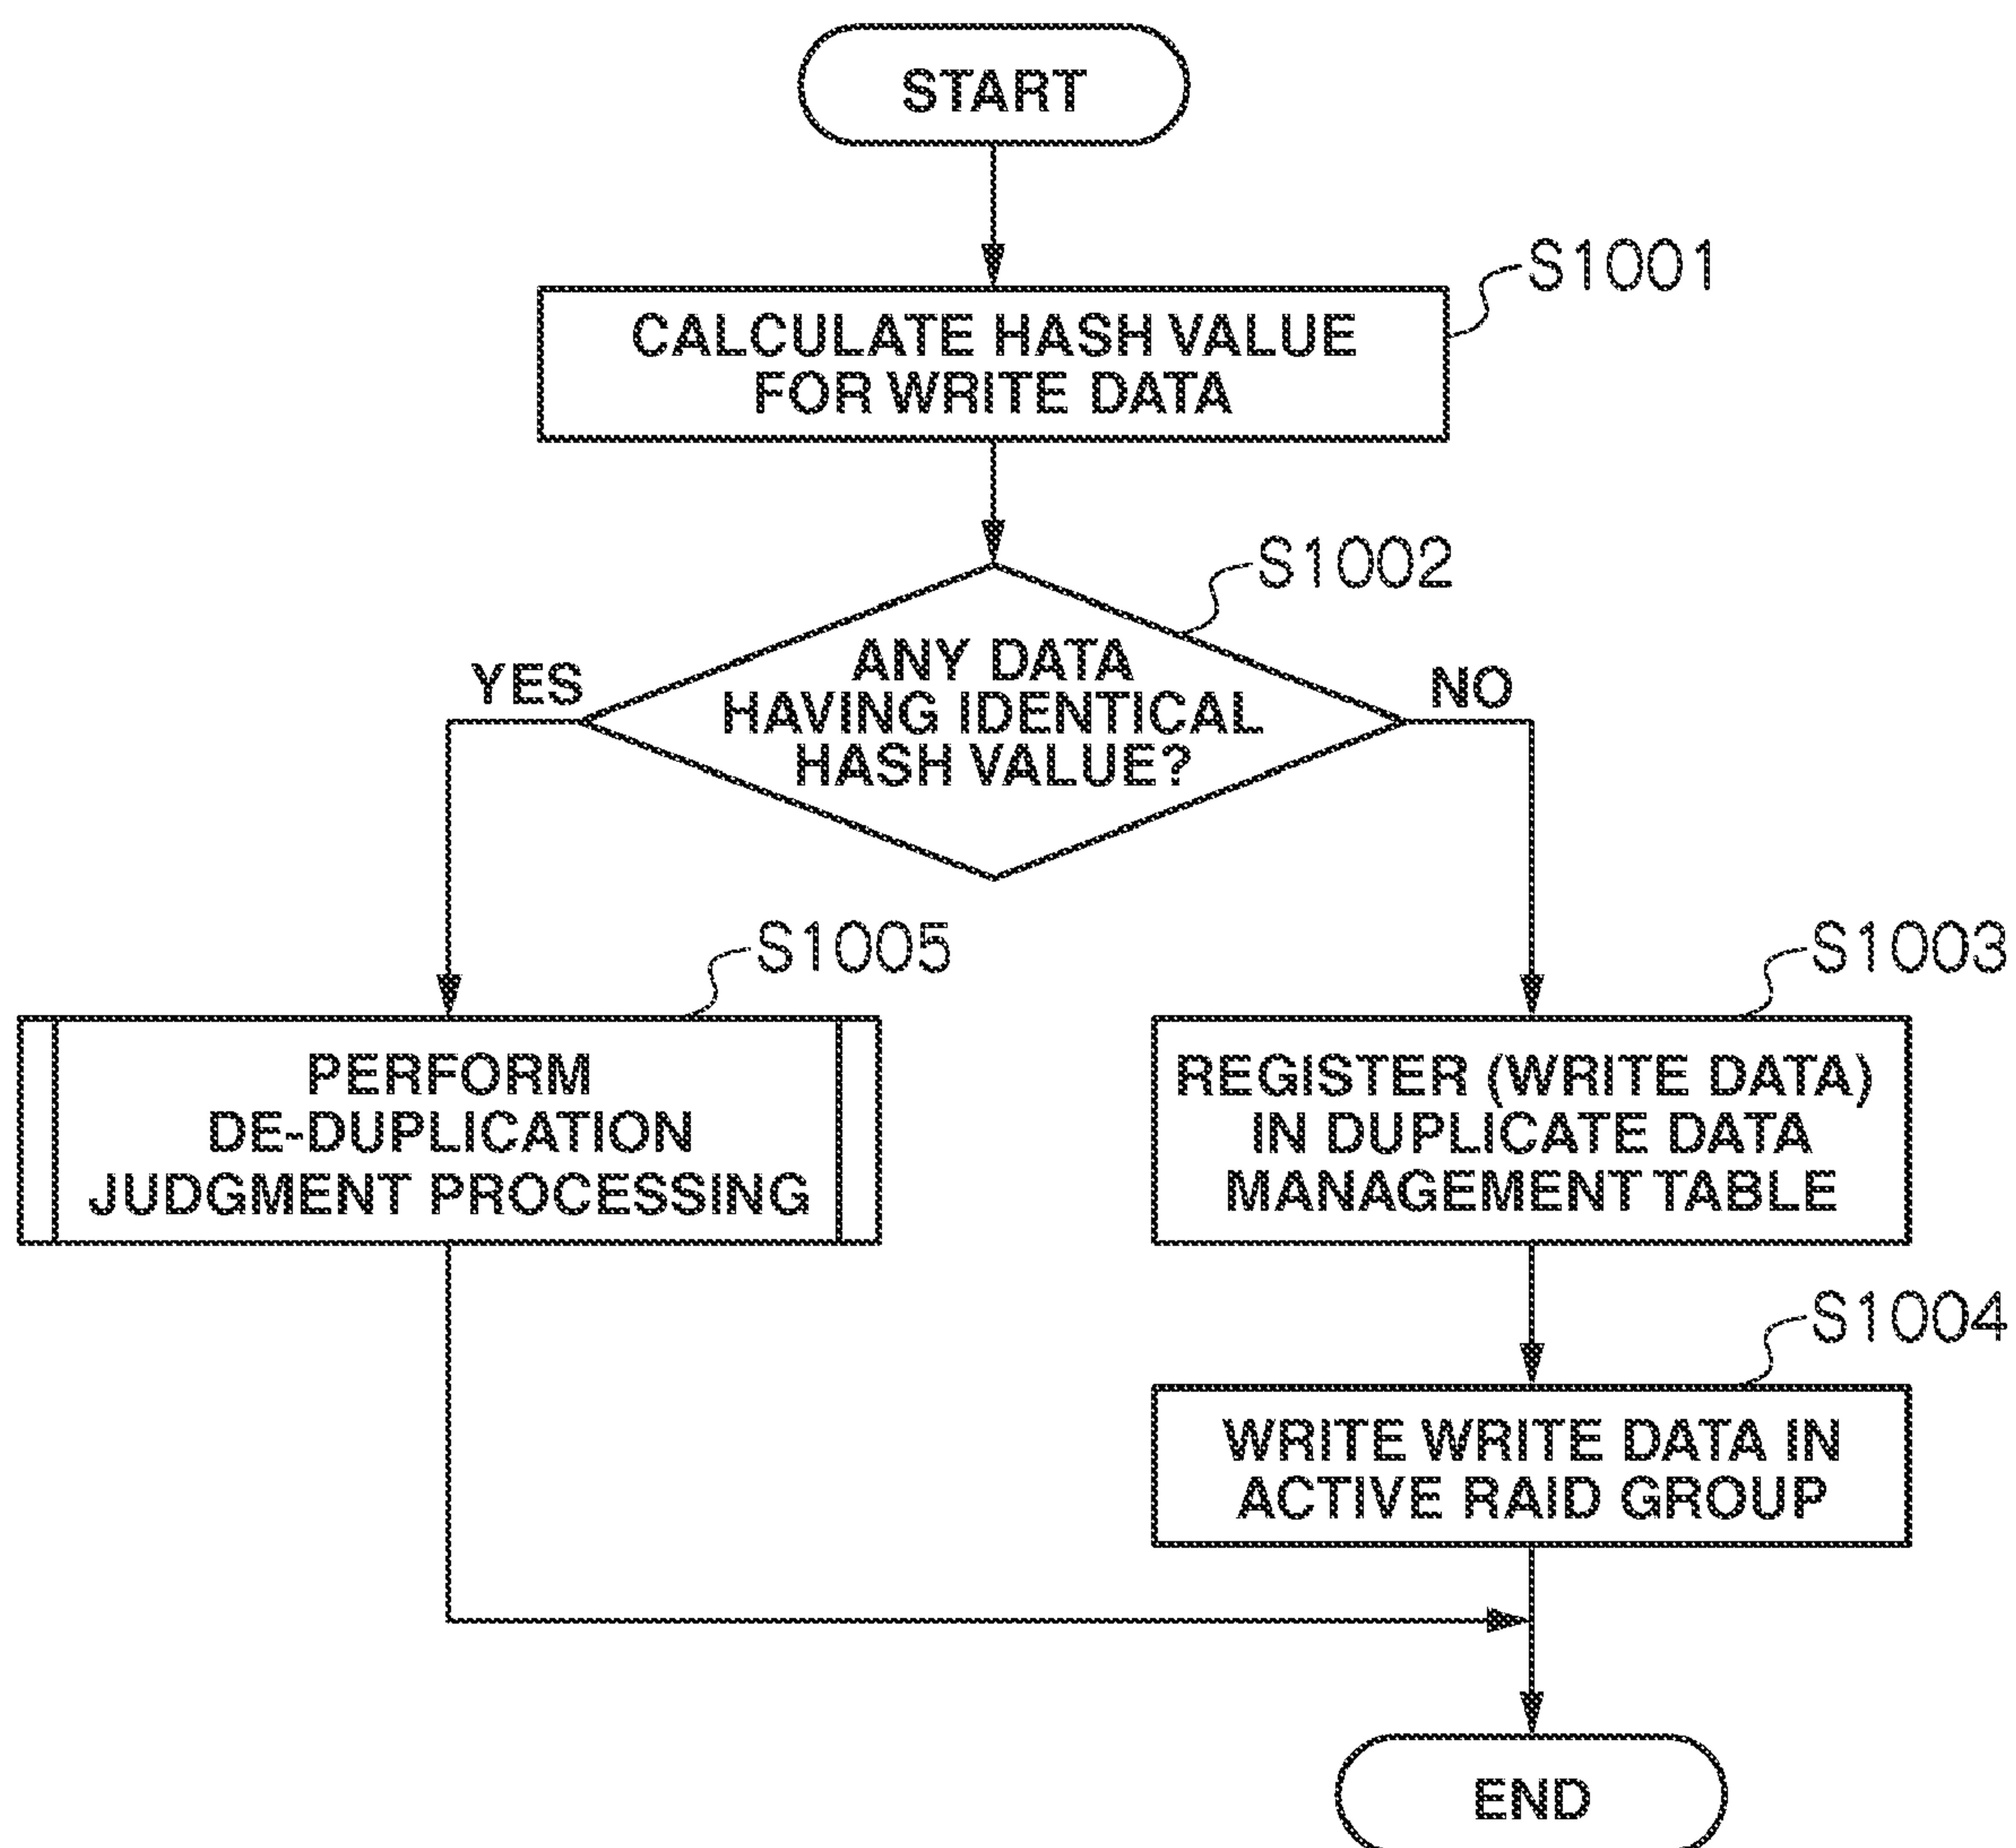 START
S1001
CALCULATE HASH VALUE
FOR WRITE DATA
S1002
ANY DATA
HAVING IDENTICAL
HASH VALUE?
YES
NO
S1005
PERFORM
DE-DUPLICATION
JUDGMENT PROCESSING
S1003
REGISTER (WRITE DATA)
IN DUPLICATE DATA
MANAGEMENT TABLE
S1004
WRITE WRITE DATA IN
ACTIVE RAID GROUP
END